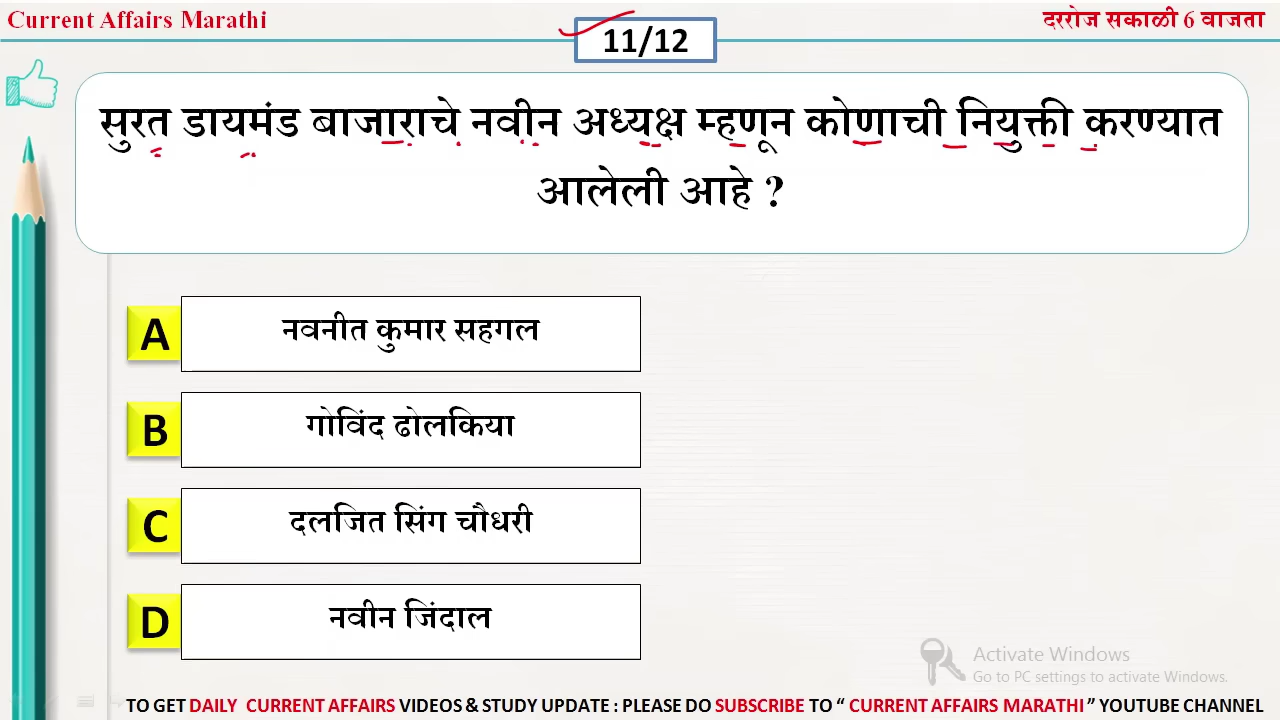 Current Affairs Marathi
दररोज सकाळी 6 वाजता
11/12
सुरत डायमंड बाजाराचे नवीन अध्यक्ष म्हणून कोणाची नियुक्ती करण्यात
आलेली आहे ?
A नवनीत कुमार सहगल
B गोविंद ढोलकिया
C दलजित सिंग चौधरी
D नवीन जिंदाल
Activate Windows
Go to PC settings to activate Windows.
TO GET DAILY CURRENT AFFAIRS VIDEOS & STUDY UPDATE : PLEASE DO SUBSCRIBE TO “ CURRENT AFFAIRS MARATHI ” YOUTUBE CHANNEL